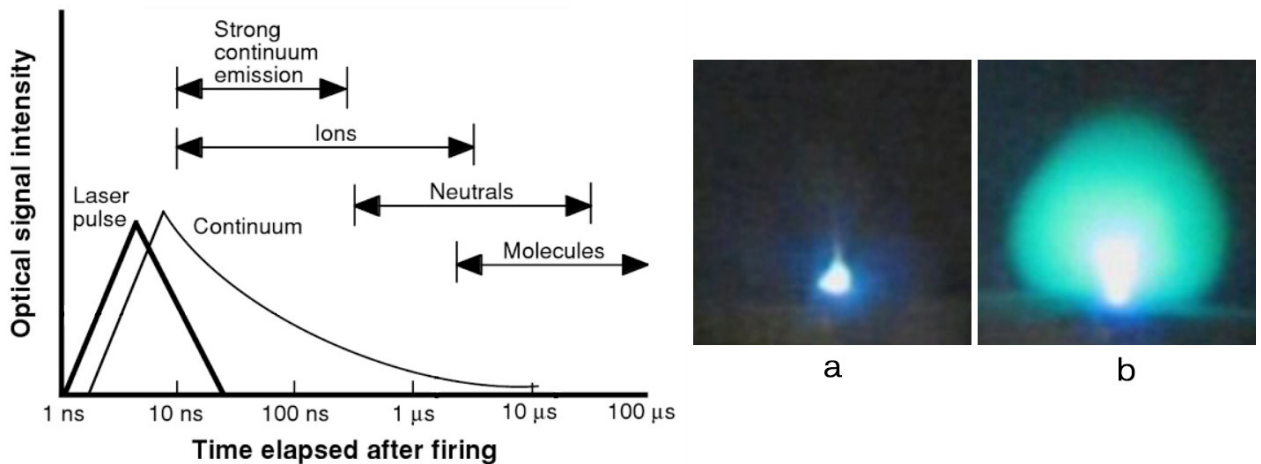 Optical signal intensity
Strong
continuum
emission
Ions
Laser
pulse
Neutrals
Continuum
Molecules
1 ns
10 ns
100 ns
1 µs
10 µs
100 µs
Time elapsed after firing
a
b